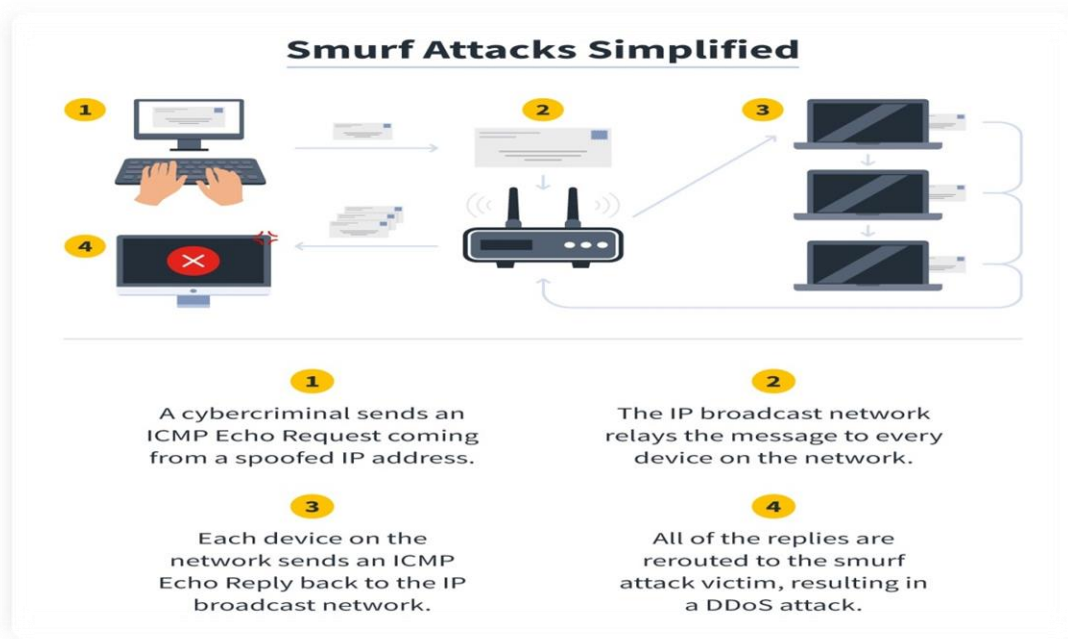 Smurf Attacks Simplified
1
2
3
4
1
A cybercriminal sends an
ICMP Echo Request coming
from a spoofed IP address.
2
The IP broadcast network
relays the message to every
device on the network.
3
Each device on the
network sends an ICMP
Echo Reply back to the IP
broadcast network.
4
All of the replies are
rerouted to the smurf
attack victim, resulting in
a DDoS attack.